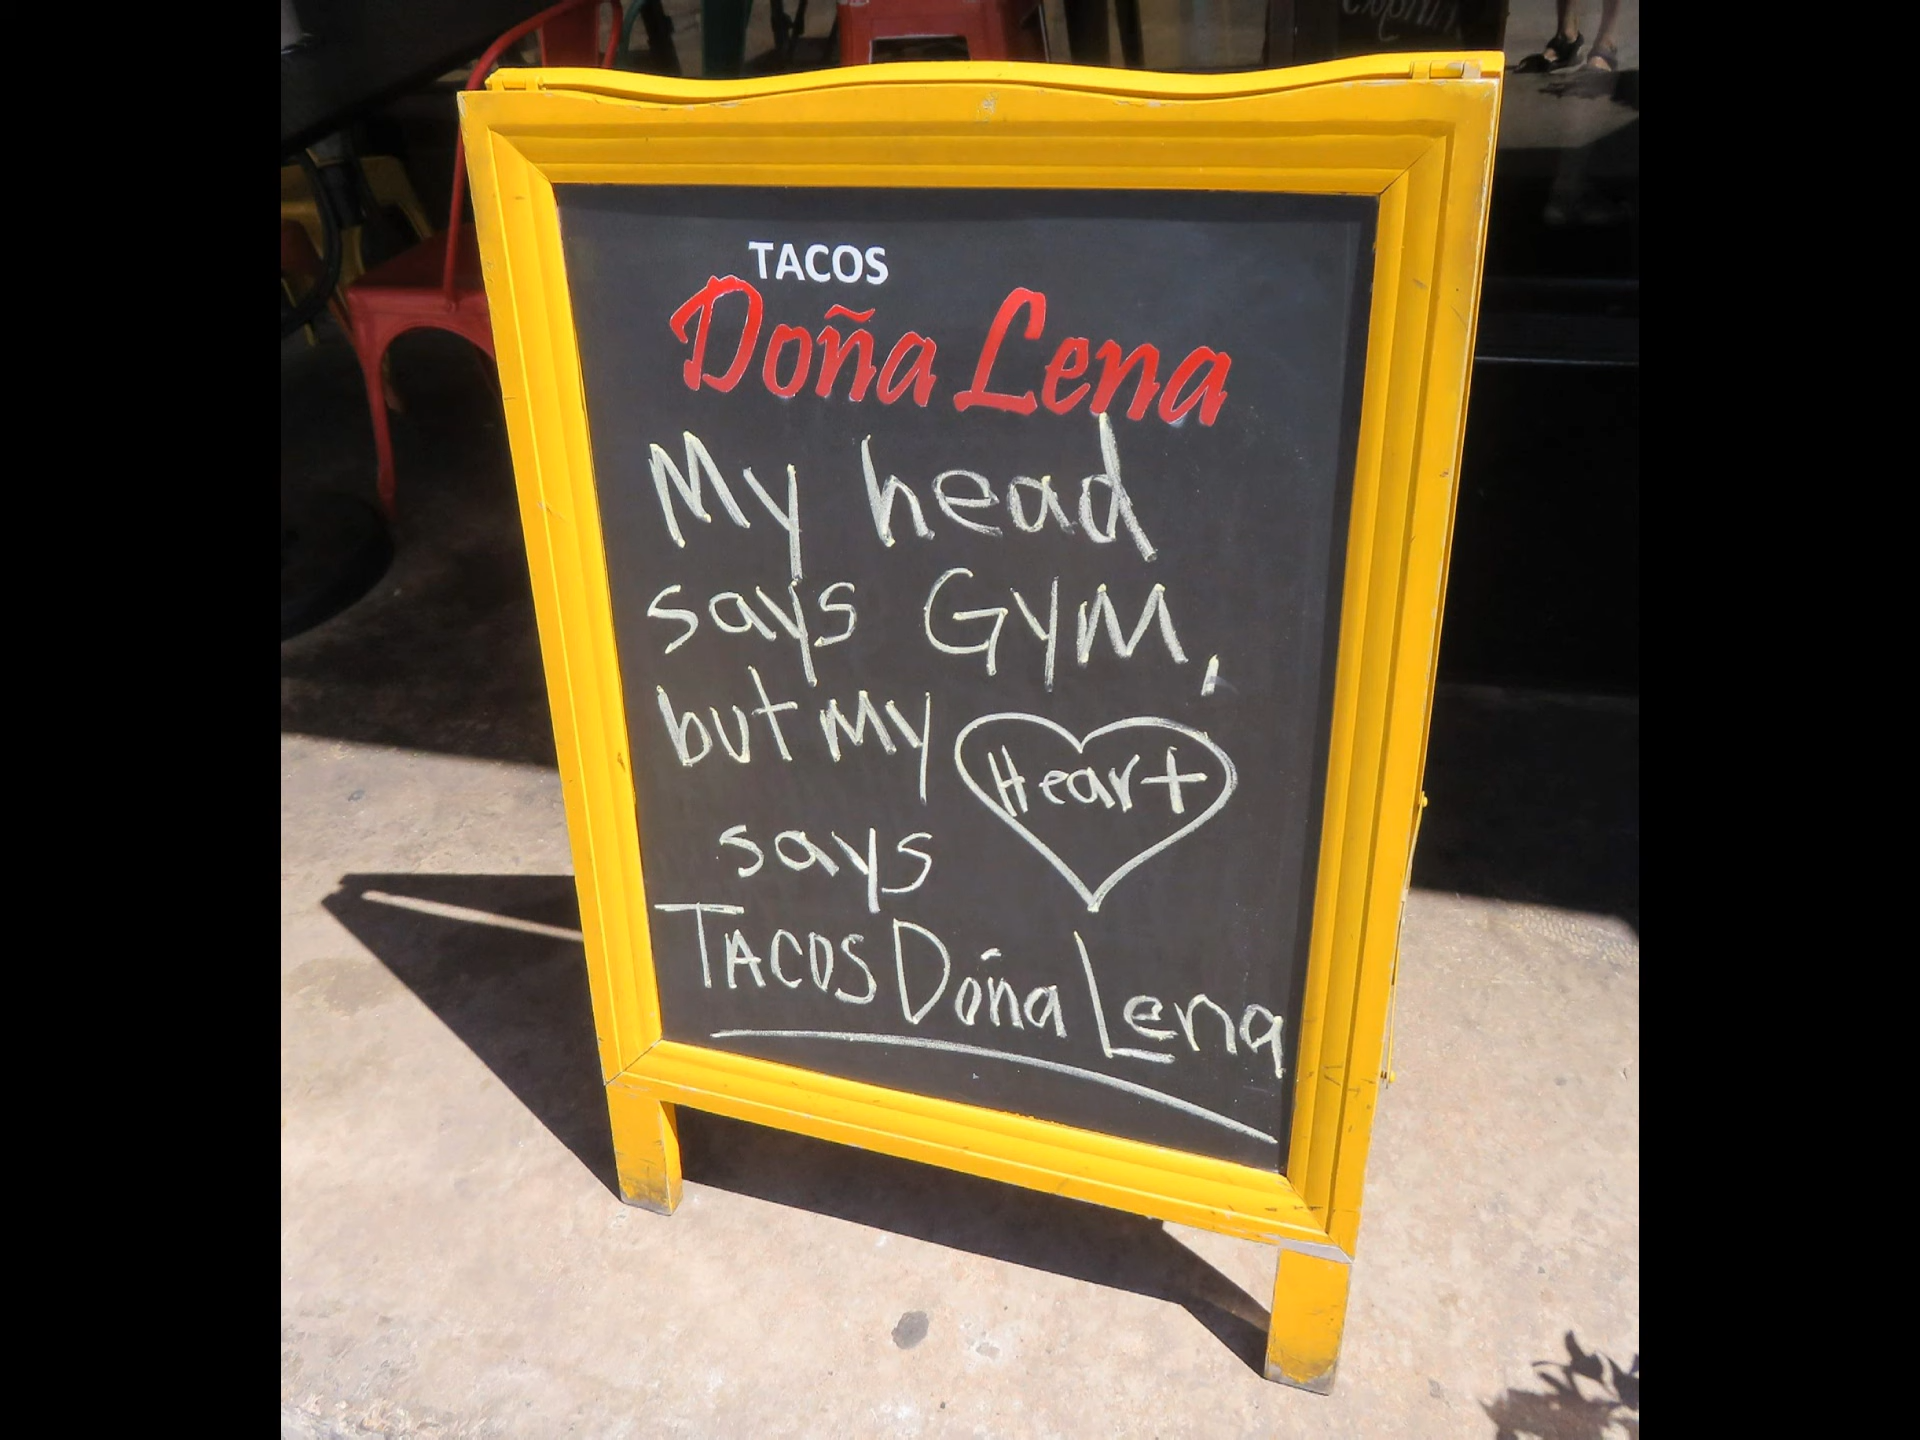 TACOS
Doña Lena
My head
says GYM,
but my Heart
says
TACOS Doña Lena